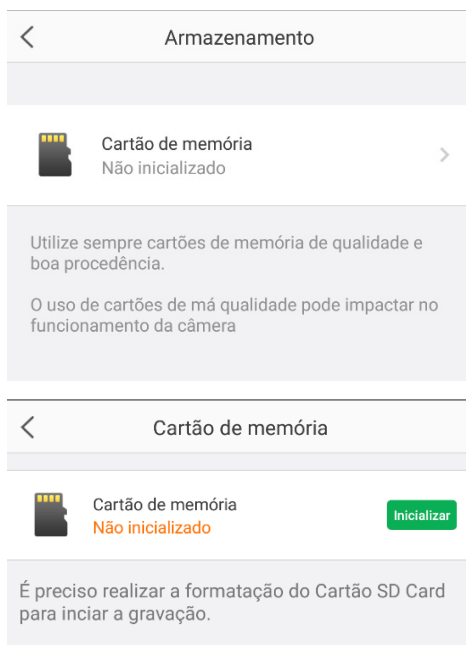 Armazenamento
Cartão de memória
Não inicializado
Utilize sempre cartões de memória de qualidade e
boa procedência.
O uso de cartões de má qualidade pode impactar no
funcionamento da câmera
Cartão de memória
Cartão de memória
Não inicializado
Inicializar
É preciso realizar a formatação do Cartão SD Card
para inciar a gravação.